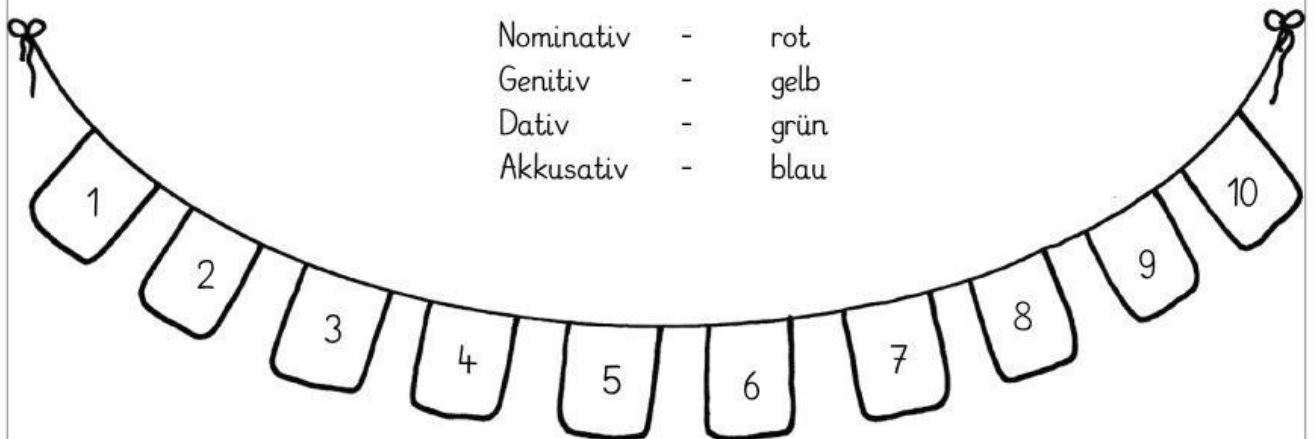 Nominativ - rot
Genitiv - gelb
Dativ - grün
Akkusativ - blau
1
2
3
4
5
6
7
8
9
10